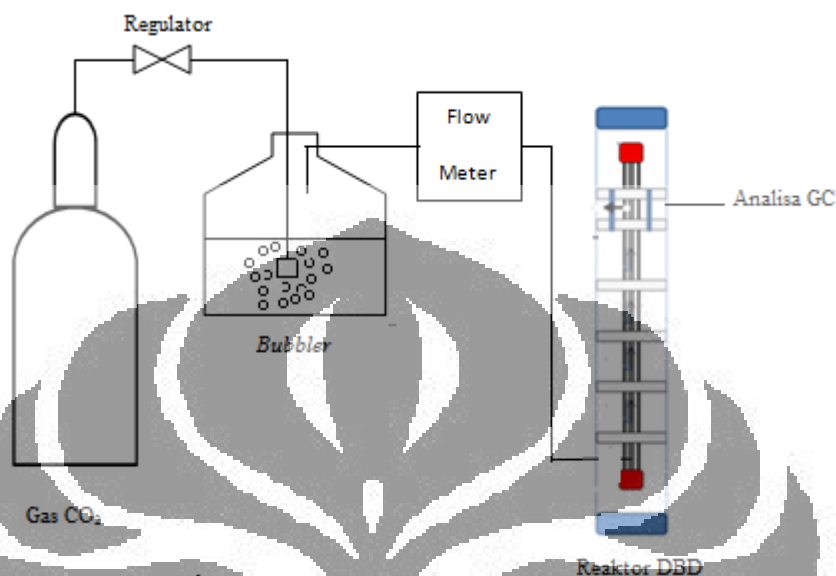 Regulator
Flow
Meter
Analisa GC
Bubbler
Gas CO₂
Reaktor DBD